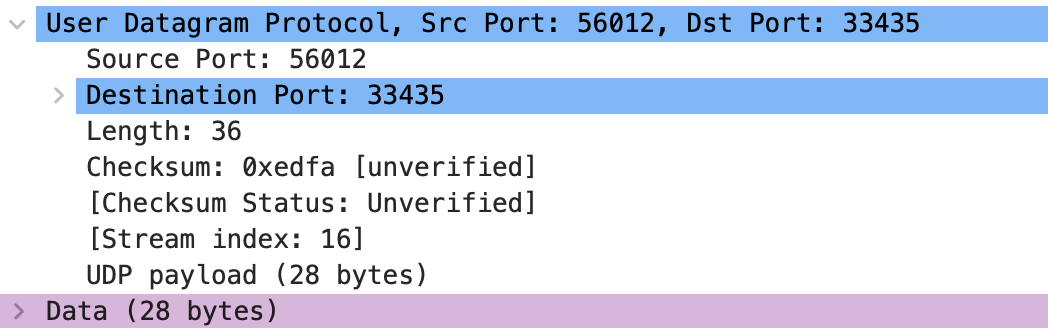 User Datagram Protocol, Src Port: 56012, Dst Port: 33435
Source Port: 56012
Destination Port: 33435
Length: 36
Checksum: 0xedfa [unverified]
[Checksum Status: Unverified]
[Stream index: 16]
UDP payload (28 bytes)
Data (28 bytes)